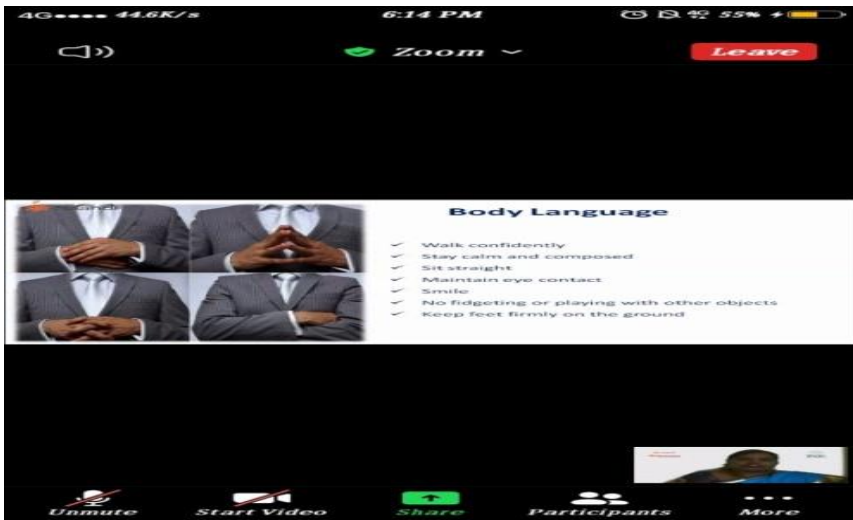 4G 44.6K/s 6:14 PM 4G 55%
Zoom Leave
Body Language
Walk confidently
Stay calm and composed
Sit straight
Maintain eye contact
Smile
No fidgeting or playing with other objects
Keep feet firmly on the ground
Unmute Start Video Share Participants More